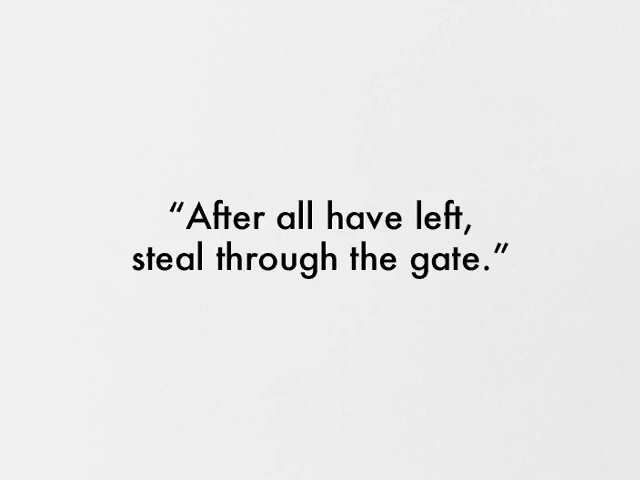 “After all have left,
steal through the gate.”